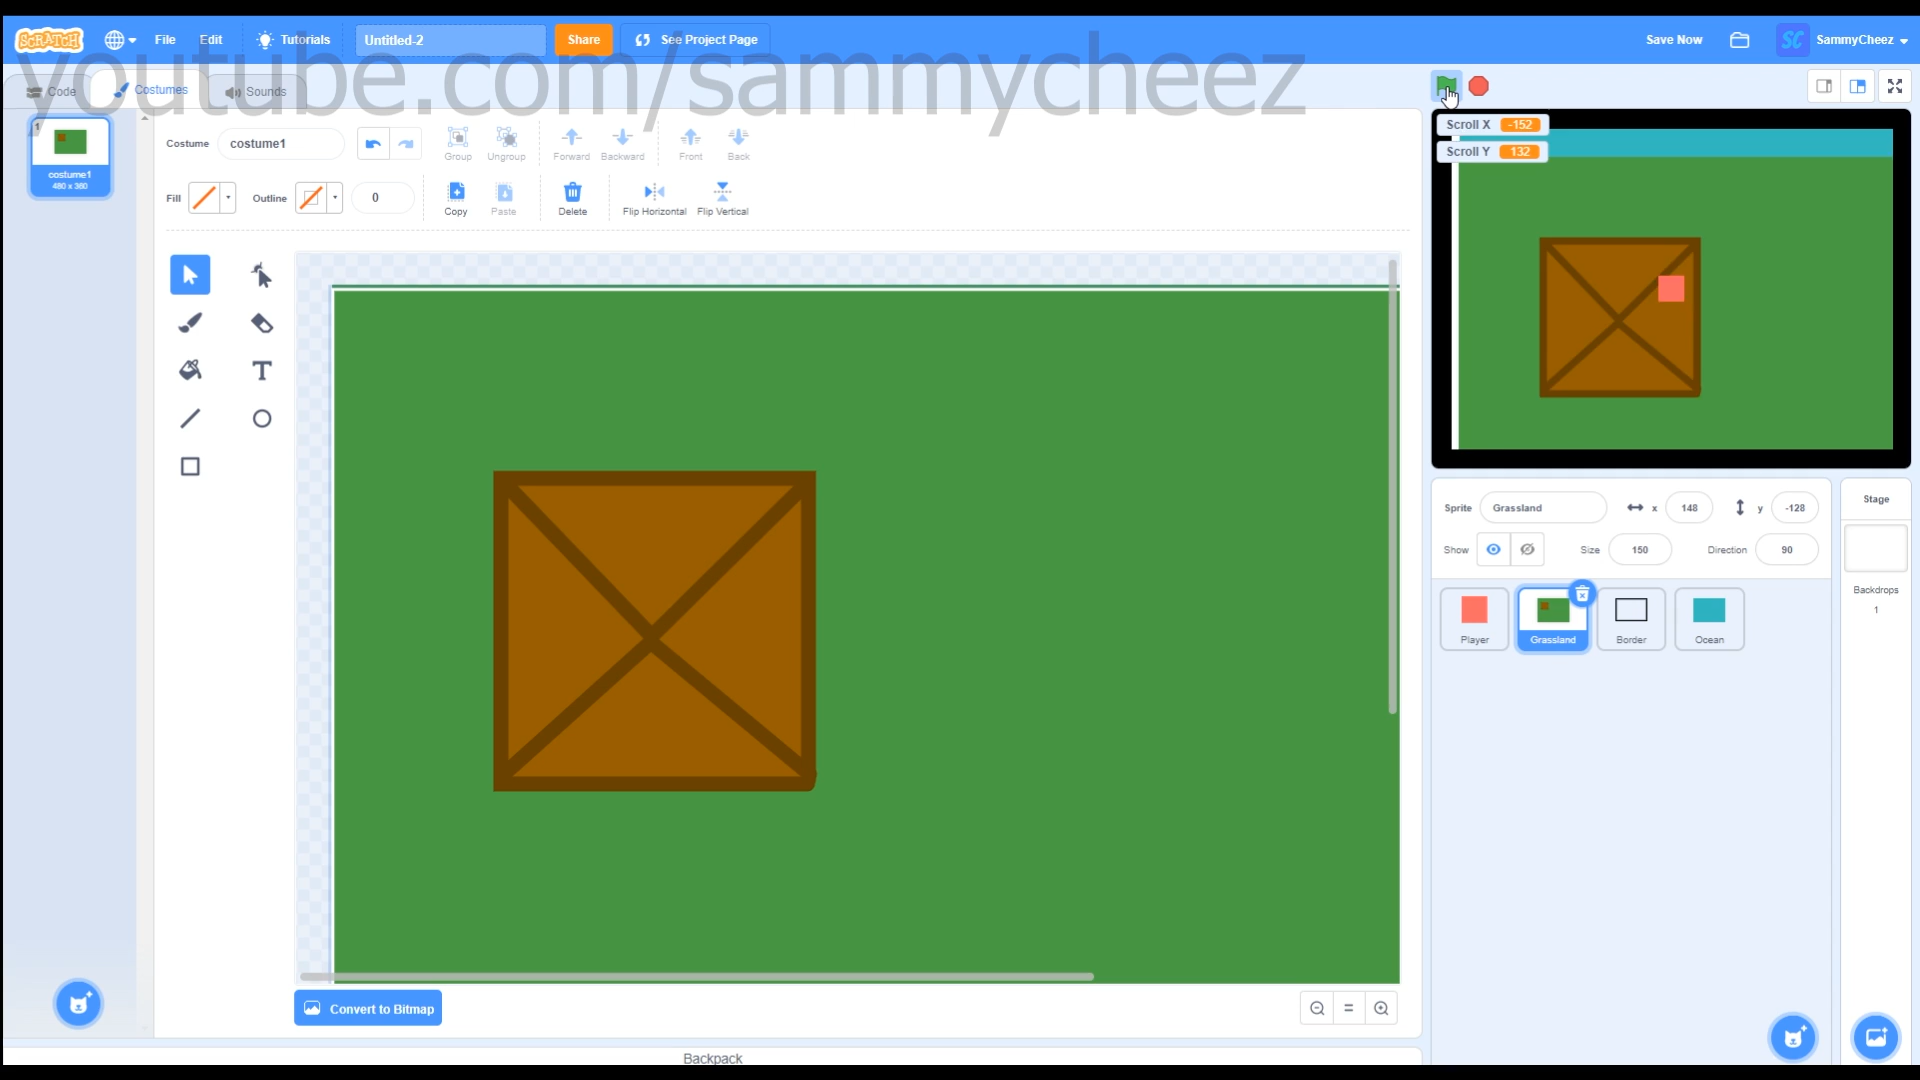 SCRATCH
File
Edit
Tutorials
Untitled-2
Share
See Project Page
Save Now
SC
SammyCheez
youtube.com/sammycheez
Code
Costumes
Sounds
1
costume1
480 x 360
Costume
costume1
Group
Ungroup
Forward
Backward
Front
Back
Fill
Outline
0
Copy
Paste
Delete
Flip Horizontal
Flip Vertical
T
Convert to Bitmap
Backpack
Scroll X -152
Scroll Y 132
Sprite
Grassland
x
148
y
-128
Show
Size
150
Direction
90
Player
Grassland
Border
Ocean
Stage
Backdrops
1